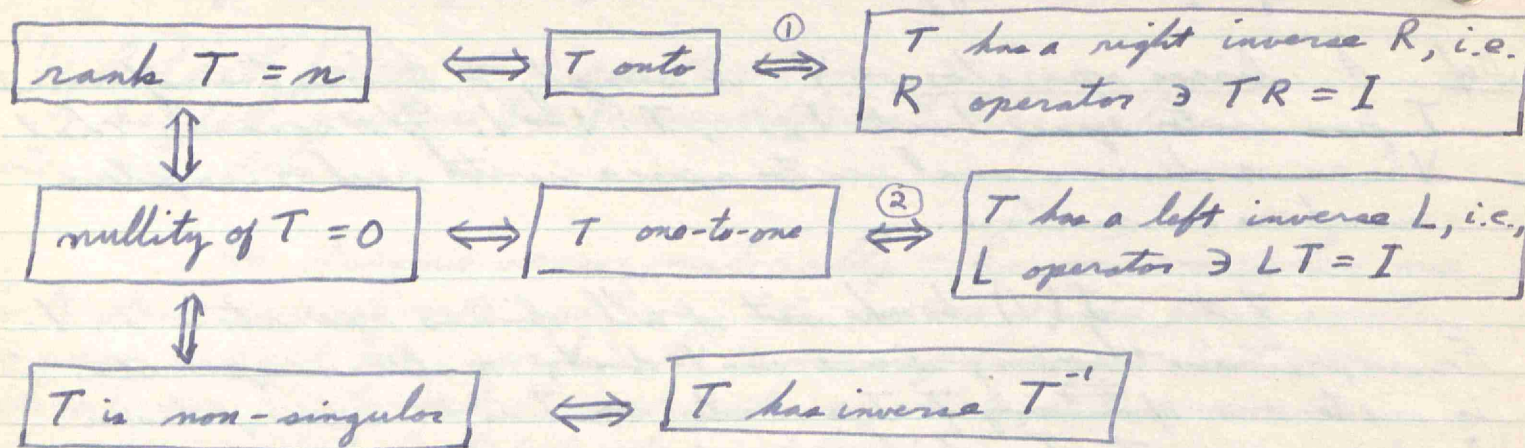 rank T = n ⟺ T onto ① ⟺ T has a right inverse R, i.e.
R operator ∋ TR = I
⇕
nullity of T = 0 ⟺ T one-to-one ② ⟺ T has a left inverse L, i.e.,
L operator ∋ LT = I
⇕
T is non-singular ⟺ T has inverse T⁻¹